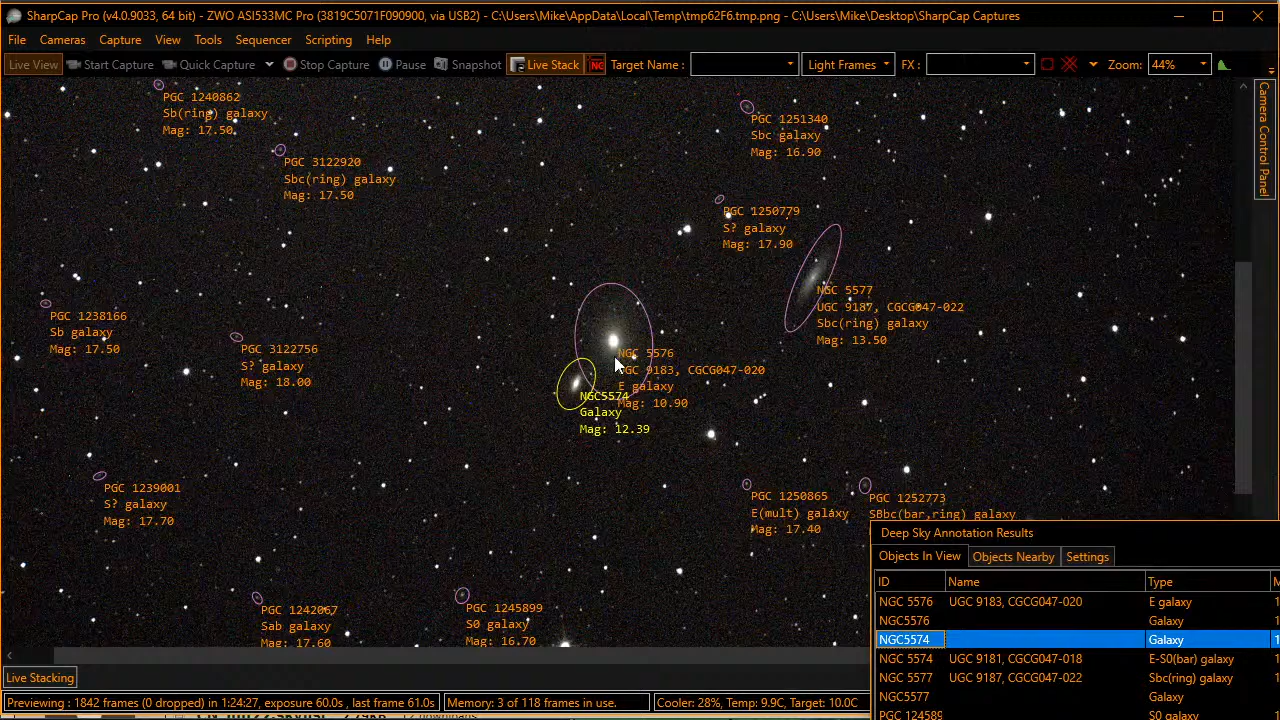 SharpCap Pro (v4.0.9033, 64 bit) - ZWO ASI533MC Pro (3819C5071F090900, via USB2) - C:\Users\Mike\AppData\Local\Temp\tmp62F6.tmp.png - C:\Users\Mike\Desktop\SharpCap Captures
File Cameras Capture View Tools Sequencer Scripting Help
Live View Start Capture Quick Capture Stop Capture Pause Snapshot Live Stack NC Target Name : Light Frames FX : Zoom: 44%
Camera Control Panel
PGC 1240862
Sb(ring) galaxy
Mag: 17.50
PGC 1251340
Sbc galaxy
Mag: 16.90
PGC 3122920
Sbc(ring) galaxy
Mag: 17.50
PGC 1250779
S? galaxy
Mag: 17.90
NGC 5577
UGC 9187, CGCG047-022
Sbc(ring) galaxy
Mag: 13.50
PGC 1238166
Sb galaxy
Mag: 17.50
PGC 3122756
S? galaxy
Mag: 18.00
NGC 5576
UGC 9183, CGCG047-020
E galaxy
Mag: 10.90
NGC5574
Galaxy
Mag: 12.39
PGC 1239001
S? galaxy
Mag: 17.70
PGC 1250865
E(mult) galaxy
Mag: 17.40
PGC 1252773
SBbc(bar,ring) galaxy
PGC 1242067
Sab galaxy
Mag: 17.60
PGC 1245899
S0 galaxy
Mag: 16.70
Deep Sky Annotation Results
Objects In View Objects Nearby Settings
ID Name Type M
NGC 5576 UGC 9183, CGCG047-020 E galaxy 1
NGC5576 Galaxy
NGC5574 Galaxy 1
NGC 5574 UGC 9181, CGCG047-018 E-S0(bar) galaxy 1
NGC 5577 UGC 9187, CGCG047-022 Sbc(ring) galaxy 1
NGC5577 Galaxy
PGC 124589 S0 galaxy 1
Live Stacking
Previewing : 1842 frames (0 dropped) in 1:24:27, exposure 60.0s , last frame 61.0s Memory: 3 of 118 frames in use. Cooler: 28%, Temp: 9.9C, Target: 10.0C